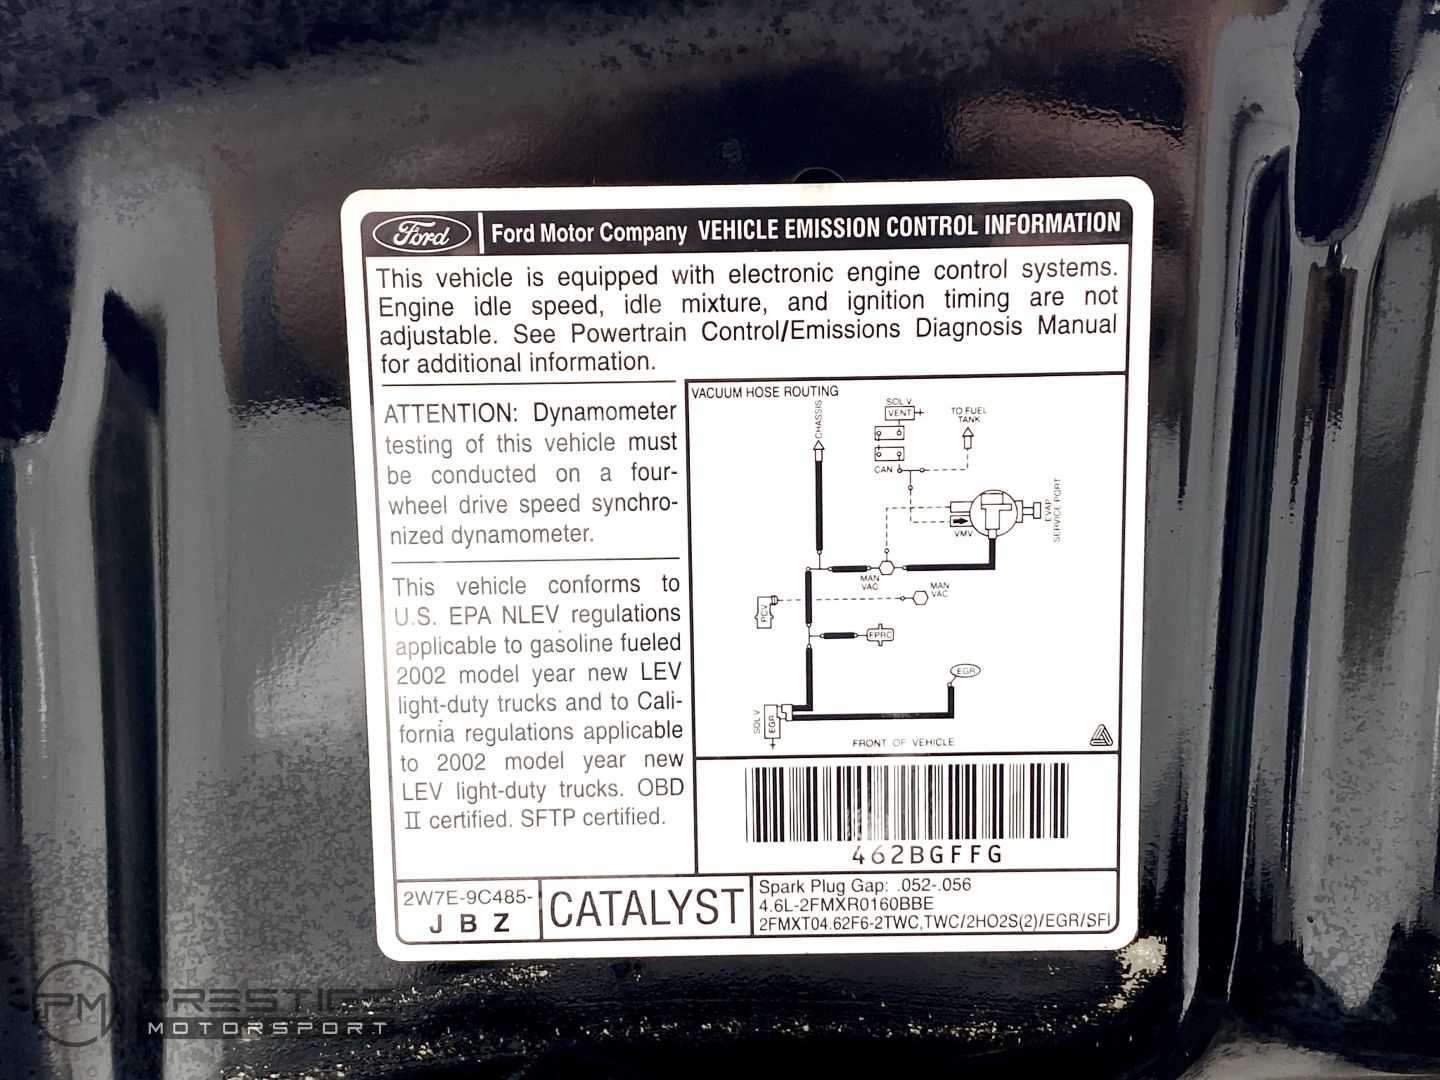 Ford
Ford Motor Company VEHICLE EMISSION CONTROL INFORMATION
This vehicle is equipped with electronic engine control systems.
Engine idle speed, idle mixture, and ignition timing are not
adjustable. See Powertrain Control/Emissions Diagnosis Manual
for additional information.
ATTENTION: Dynamometer
testing of this vehicle must
be conducted on a four-
wheel drive speed synchro-
nized dynamometer.
This vehicle conforms to
U.S. EPA NLEV regulations
applicable to gasoline fueled
2002 model year new LEV
light-duty trucks and to Cali-
fornia regulations applicable
to 2002 model year new
LEV light-duty trucks. OBD
II certified. SFTP certified.
VACUUM HOSE ROUTING
CHASSIS
SOL V
VENT
TO FUEL
TANK
CAN
VMV
EVAP
SERVICE PORT
MAN
VAC
MAN
VAC
PCV
FPRC
EGR
SOL V
EGR
FRONT OF VEHICLE
462BGFFG
2W7E-9C485-
J B Z
CATALYST
Spark Plug Gap: .052-.056
4.6L-2FMXR0160BBE
2FMXT04.62F6-2TWC,TWC/2HO2S(2)/EGR/SFI
PM
PRESTIGE
MOTORSPORT